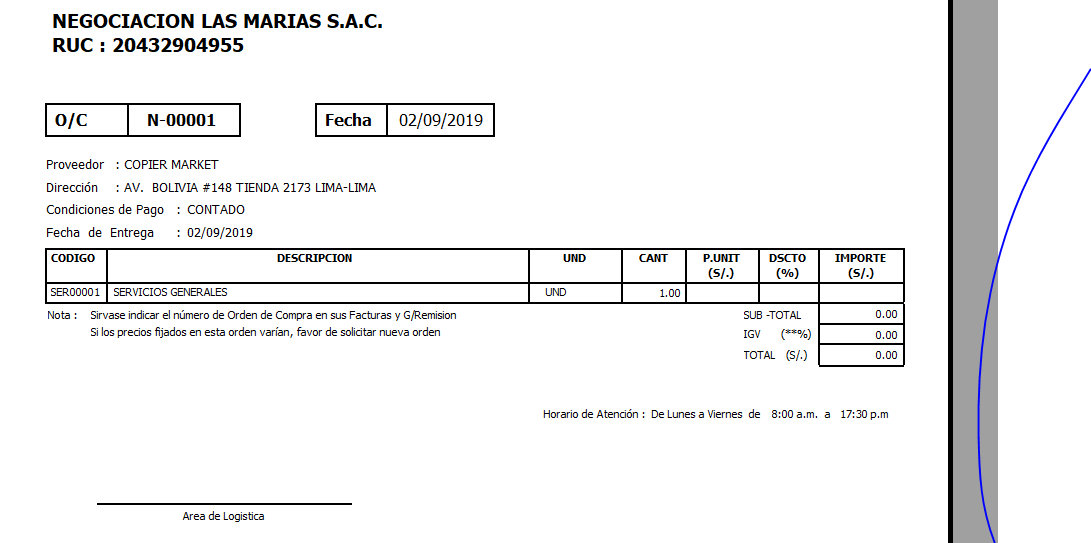 NEGOCIACION LAS MARIAS S.A.C.
RUC : 20432904955
O/C N-00001 Fecha 02/09/2019
Proveedor : COPIER MARKET
Dirección : AV. BOLIVIA #148 TIENDA 2173 LIMA-LIMA
Condiciones de Pago : CONTADO
Fecha de Entrega : 02/09/2019
CODIGO DESCRIPCION UND CANT P.UNIT (S/.) DSCTO (%) IMPORTE (S/.)
SER00001 SERVICIOS GENERALES UND 1.00
Nota : Sirvase indicar el número de Orden de Compra en sus Facturas y G/Remision SUB -TOTAL 0.00
Si los precios fijados en esta orden varían, favor de solicitar nueva orden IGV (**%) 0.00
TOTAL (S/.) 0.00
Horario de Atención : De Lunes a Viernes de 8:00 a.m. a 17:30 p.m
Area de Logistica